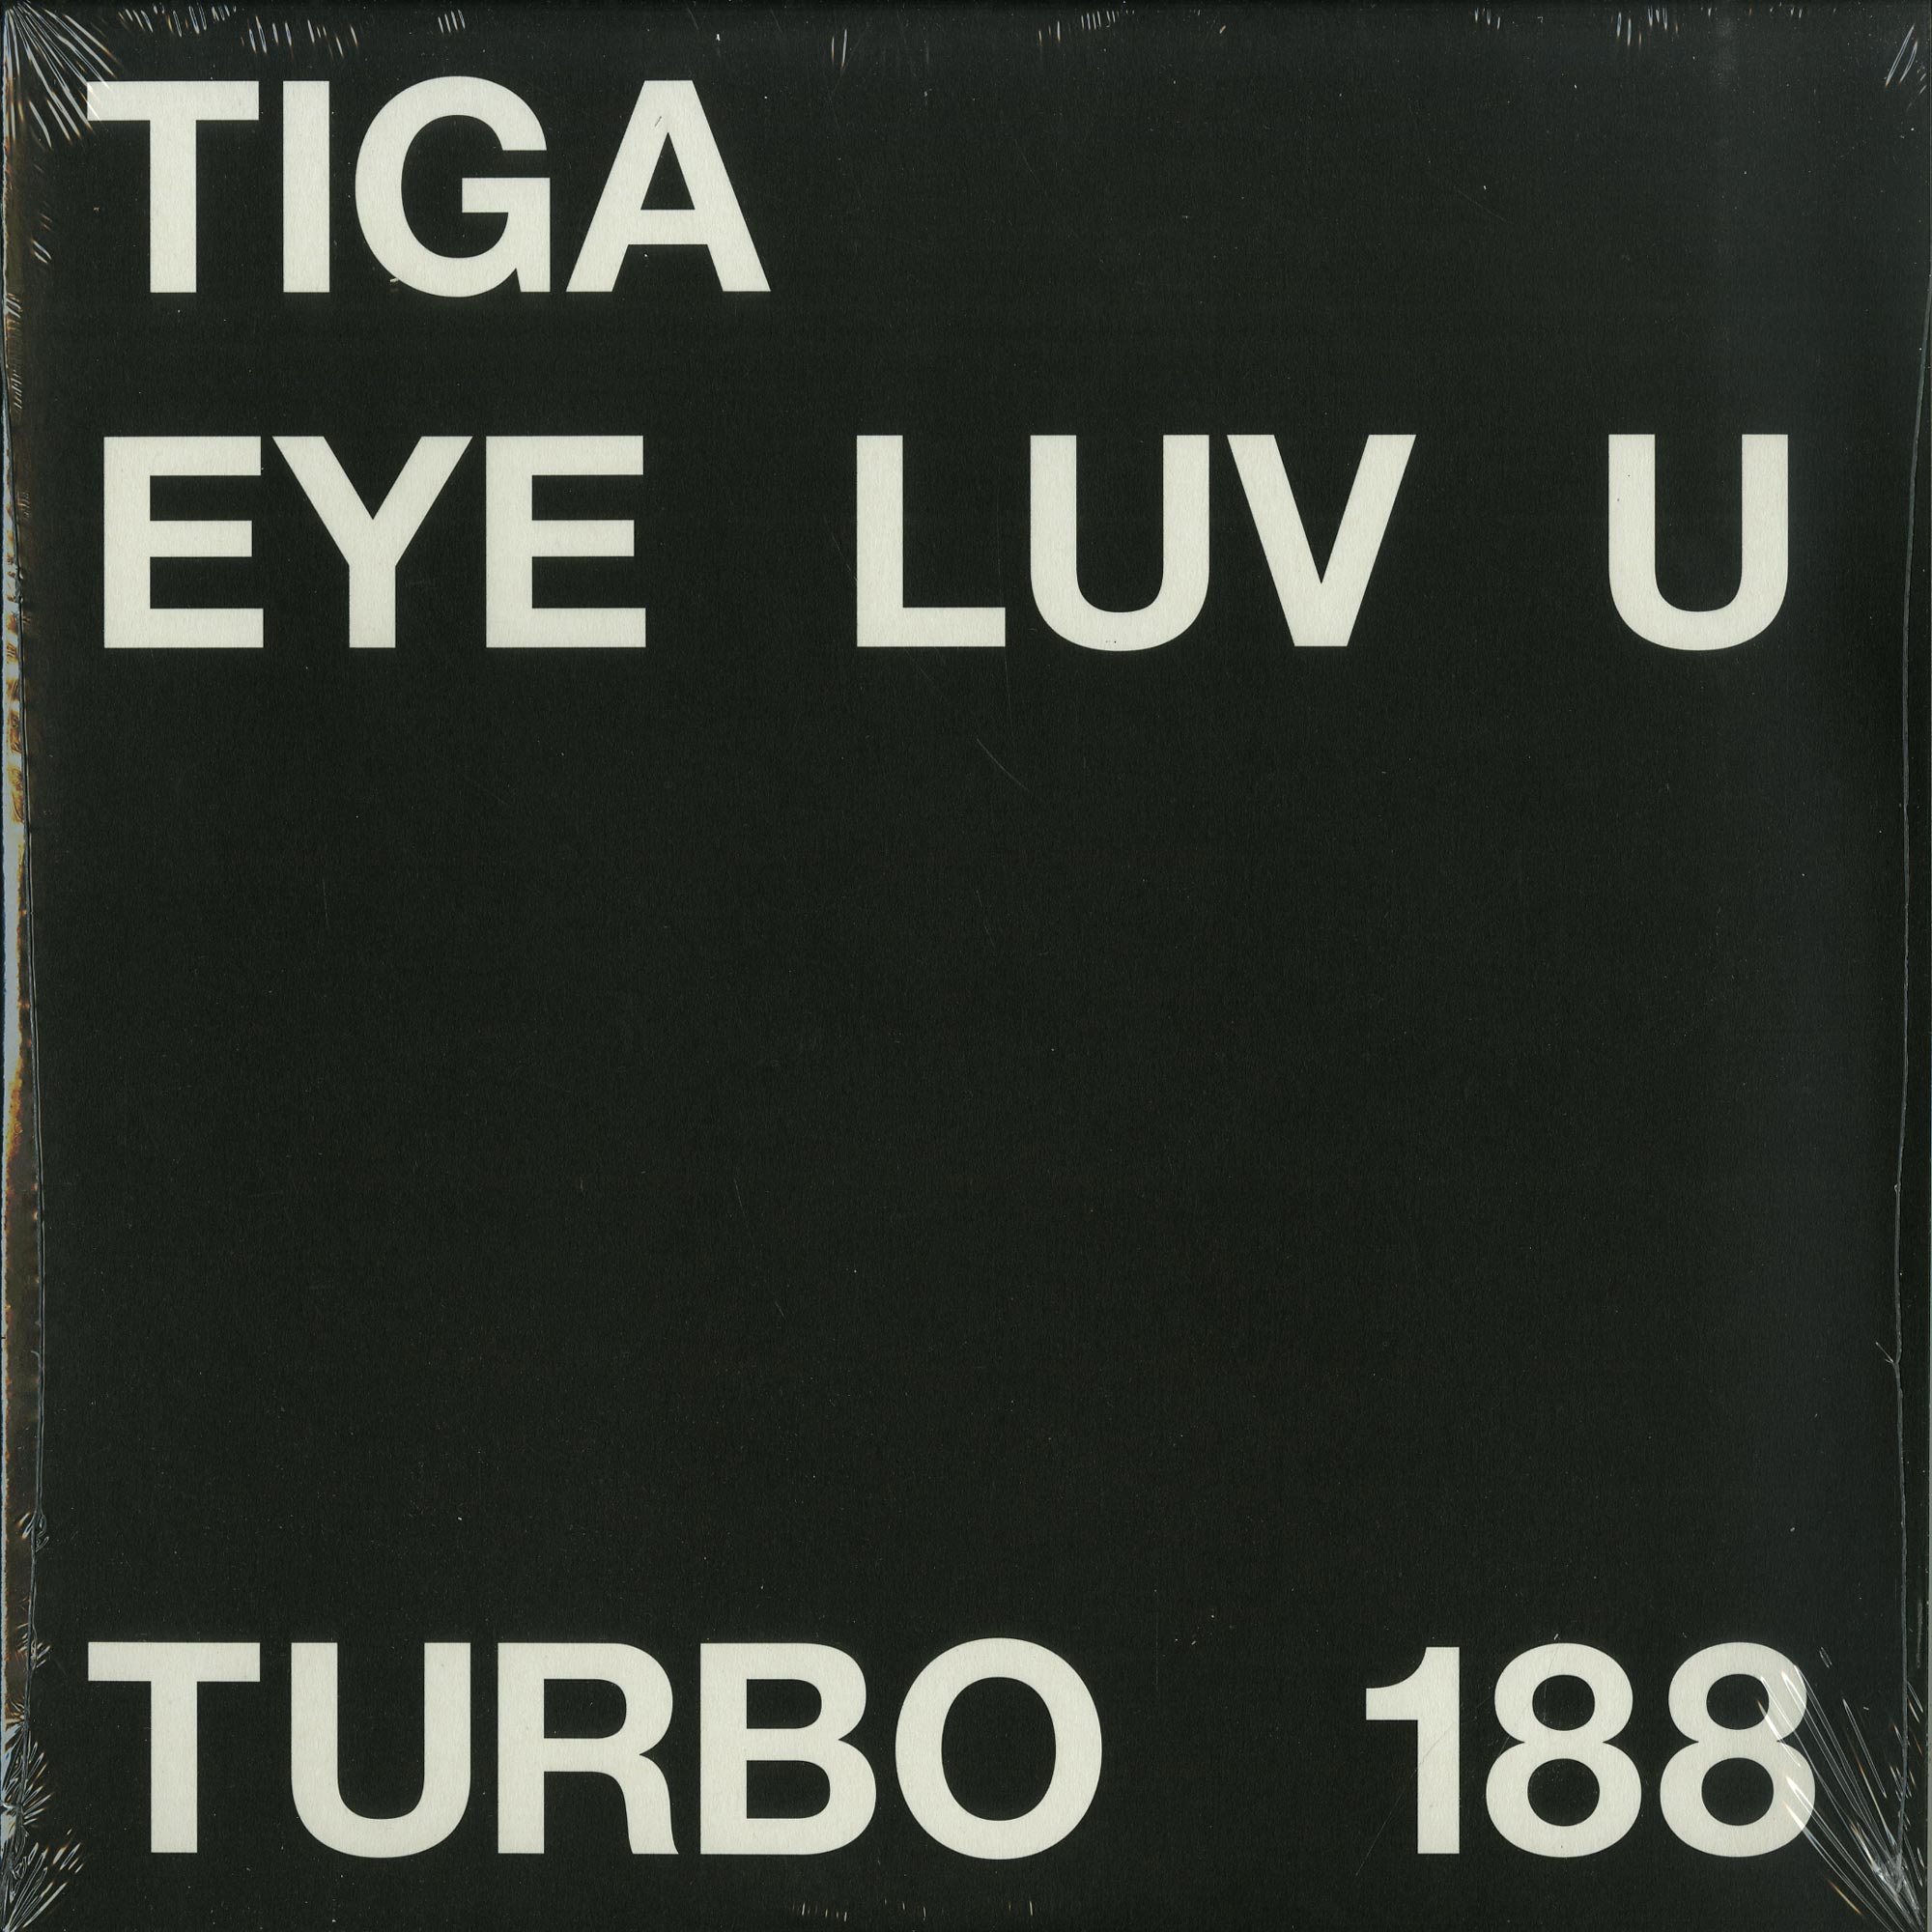 TIGA
EYE LUV U
TURBO 188